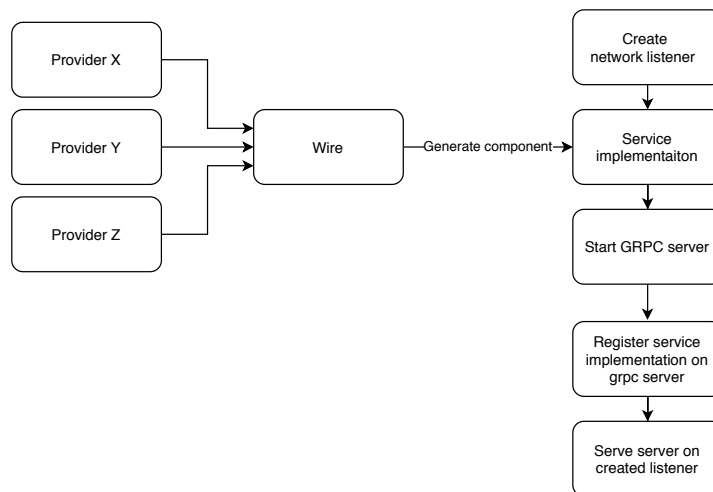 Provider X
Provider Y
Provider Z
Wire
Generate component
Create
network listener
Service
implementaiton
Start GRPC server
Register service
implementation on
grpc server
Serve server on
created listener